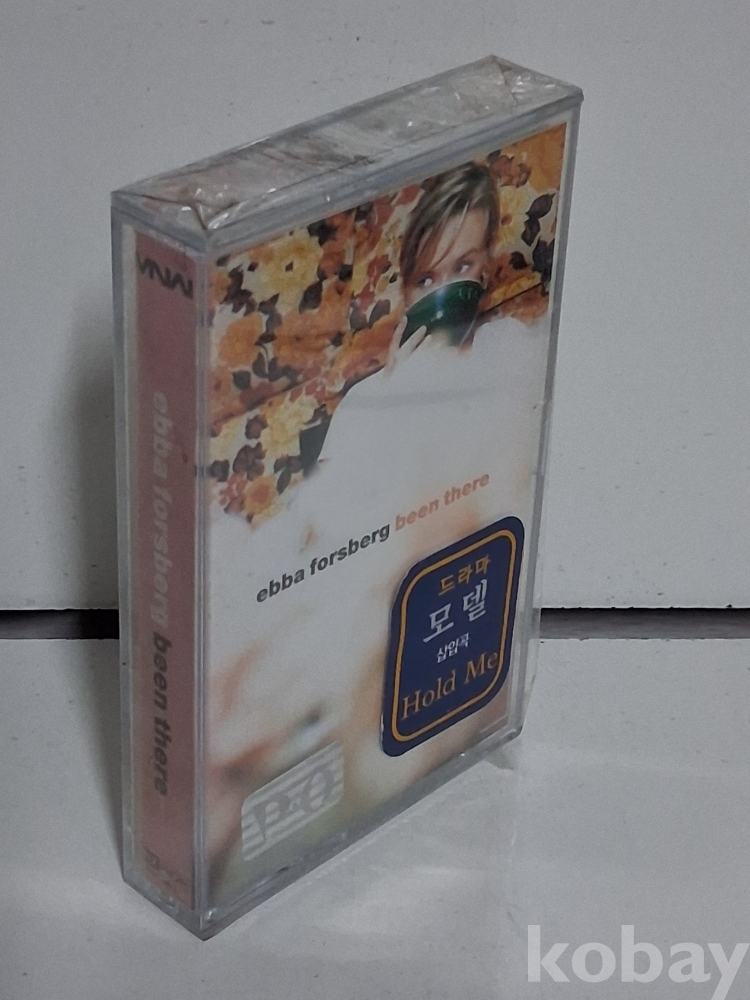 MNW
ebba forsberg been there
ebba forsberg been there
드라마
모델
삽입곡
Hold Me
kobay